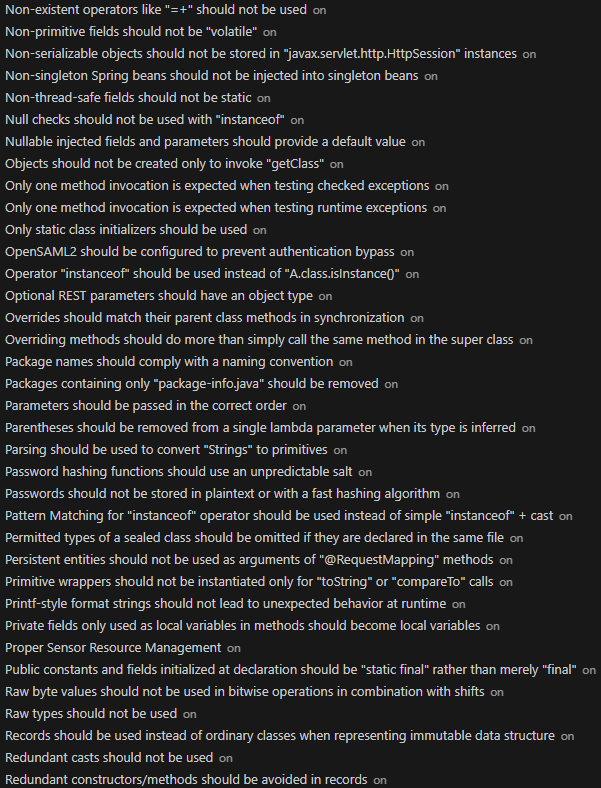 Non-existent operators like "=+" should not be used on
Non-primitive fields should not be "volatile" on
Non-serializable objects should not be stored in "javax.servlet.http.HttpSession" instances on
Non-singleton Spring beans should not be injected into singleton beans on
Non-thread-safe fields should not be static on
Null checks should not be used with "instanceof" on
Nullable injected fields and parameters should provide a default value on
Objects should not be created only to invoke "getClass" on
Only one method invocation is expected when testing checked exceptions on
Only one method invocation is expected when testing runtime exceptions on
Only static class initializers should be used on
OpenSAML2 should be configured to prevent authentication bypass on
Operator "instanceof" should be used instead of "A.class.isInstance()" on
Optional REST parameters should have an object type on
Overrides should match their parent class methods in synchronization on
Overriding methods should do more than simply call the same method in the super class on
Package names should comply with a naming convention on
Packages containing only "package-info.java" should be removed on
Parameters should be passed in the correct order on
Parentheses should be removed from a single lambda parameter when its type is inferred on
Parsing should be used to convert "Strings" to primitives on
Password hashing functions should use an unpredictable salt on
Passwords should not be stored in plaintext or with a fast hashing algorithm on
Pattern Matching for "instanceof" operator should be used instead of simple "instanceof" + cast on
Permitted types of a sealed class should be omitted if they are declared in the same file on
Persistent entities should not be used as arguments of "@RequestMapping" methods on
Primitive wrappers should not be instantiated only for "toString" or "compareTo" calls on
Printf-style format strings should not lead to unexpected behavior at runtime on
Private fields only used as local variables in methods should become local variables on
Proper Sensor Resource Management on
Public constants and fields initialized at declaration should be "static final" rather than merely "final" on
Raw byte values should not be used in bitwise operations in combination with shifts on
Raw types should not be used on
Records should be used instead of ordinary classes when representing immutable data structure on
Redundant casts should not be used on
Redundant constructors/methods should be avoided in records on